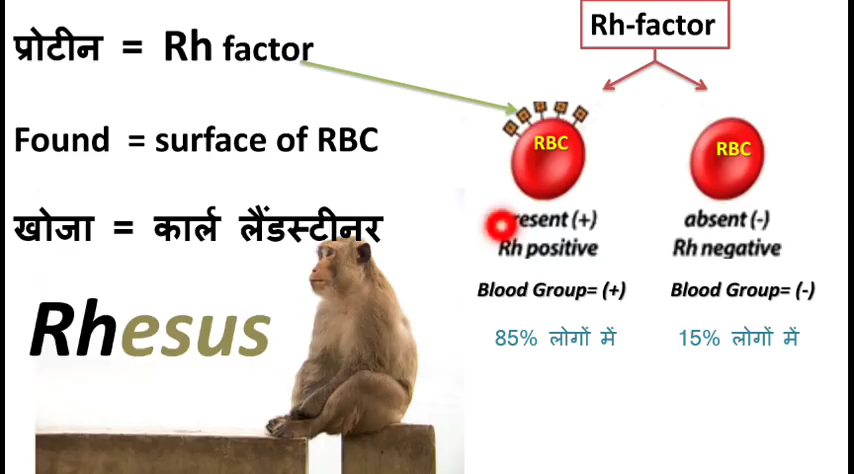 प्रोटीन = Rh factor
Found = surface of RBC
खोजा = कार्ल लैंडस्टीनर
Rhesus
Rh-factor
RBC
RBC
resent (+)
Rh positive
absent (-)
Rh negative
Blood Group= (+)
Blood Group= (-)
85% लोगों में
15% लोगों में